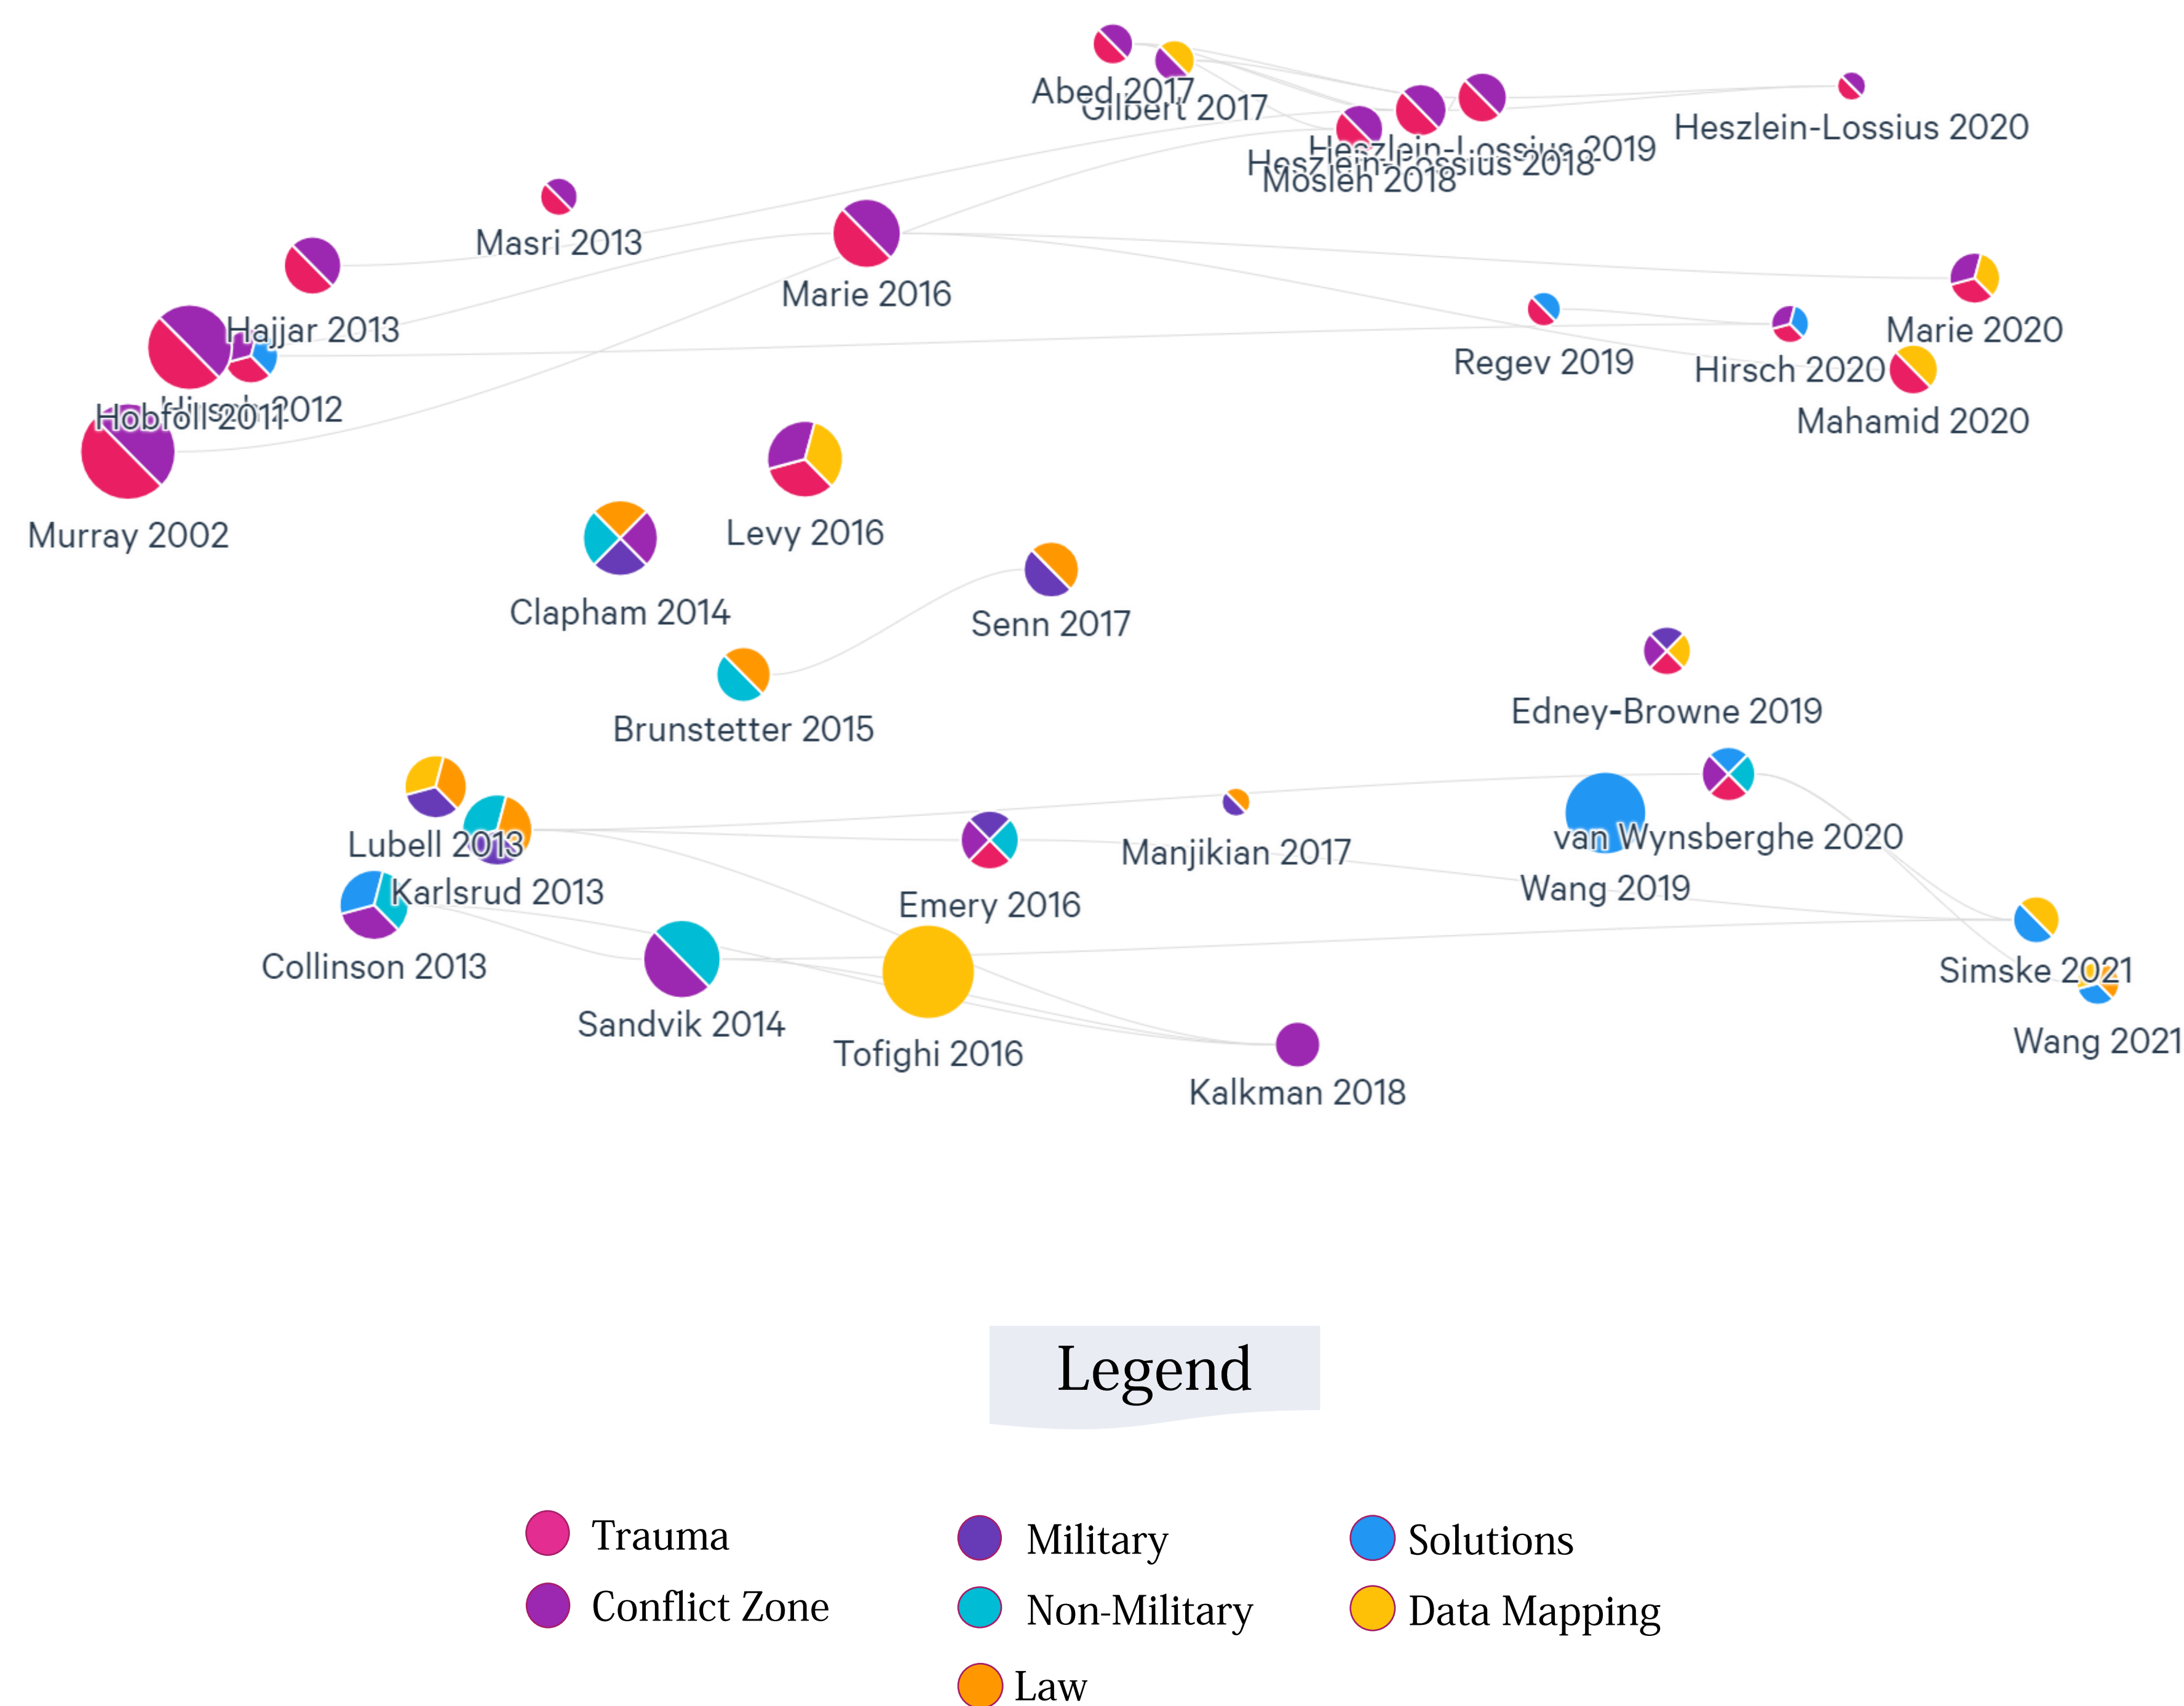 Abed 2017
Gilbert 2017
Heszlein-Lossius 2020
Heszlein-Lossius 2019
Heszlein-Lossius 2018
Mosleh 2018
Masri 2013
Marie 2016
Hajjar 2013
Marie 2020
Regev 2019
Hirsch 2020
Mahamid 2020
Hirsch 2012
Hobfoll 2011
Murray 2002
Levy 2016
Clapham 2014
Senn 2017
Edney-Browne 2019
Brunstetter 2015
Lubell 2013
van Wynsberghe 2020
Manjikian 2017
Karlsrud 2013
Wang 2019
Emery 2016
Collinson 2013
Simske 2021
Sandvik 2014
Wang 2021
Tofighi 2016
Kalkman 2018
Legend
Trauma
Military
Solutions
Conflict Zone
Non-Military
Data Mapping
Law